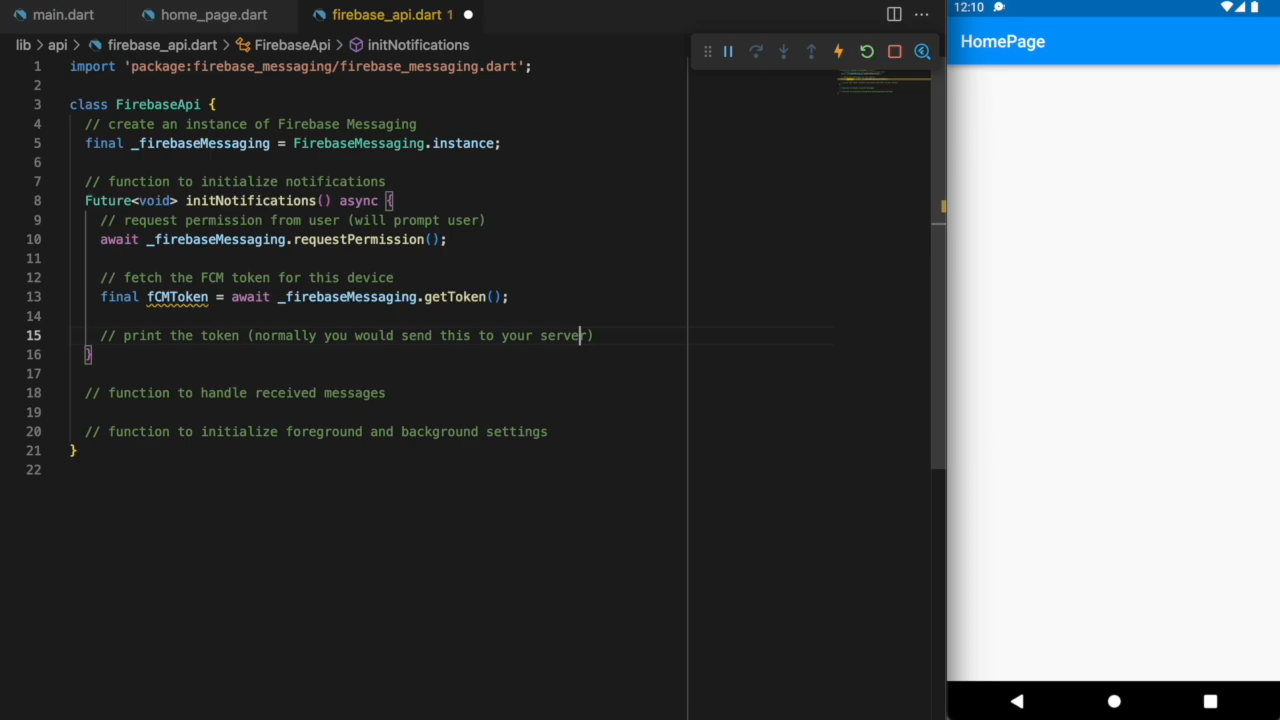 main.dart home_page.dart firebase_api.dart 1
lib > api > firebase_api.dart > FirebaseApi > initNotifications
1 import 'package:firebase_messaging/firebase_messaging.dart';
2
3 class FirebaseApi {
4 // create an instance of Firebase Messaging
5 final _firebaseMessaging = FirebaseMessaging.instance;
6
7 // function to initialize notifications
8 Future<void> initNotifications() async {
9 // request permission from user (will prompt user)
10 await _firebaseMessaging.requestPermission();
11
12 // fetch the FCM token for this device
13 final fCMToken = await _firebaseMessaging.getToken();
14
15 // print the token (normally you would send this to your server)
16 }
17
18 // function to handle received messages
19
20 // function to initialize foreground and background settings
21 }
22
12:10
HomePage